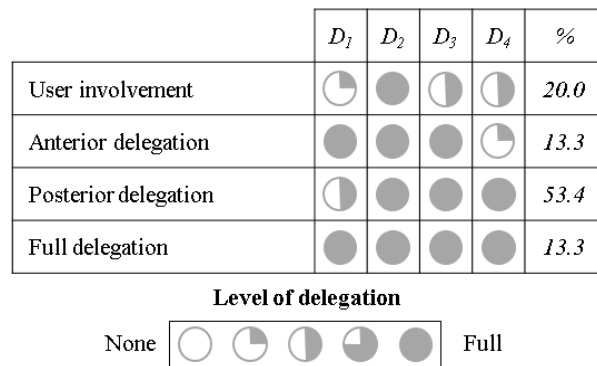 D1 D2 D3 D4 %
User involvement 20.0
Anterior delegation 13.3
Posterior delegation 53.4
Full delegation 13.3
Level of delegation
None Full